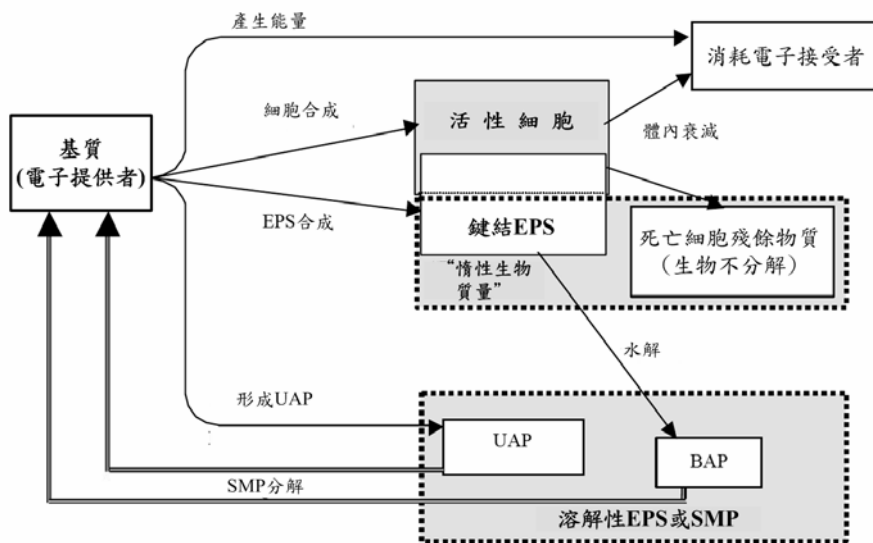 產生能量
消耗電子接受者
細胞合成
活性細胞
體內衰減
基質
(電子提供者)
EPS合成
鍵結EPS
死亡細胞殘餘物質
（生物不分解）
“惰性生物
質量”
水解
形成UAP
UAP
BAP
SMP分解
溶解性EPS或SMP